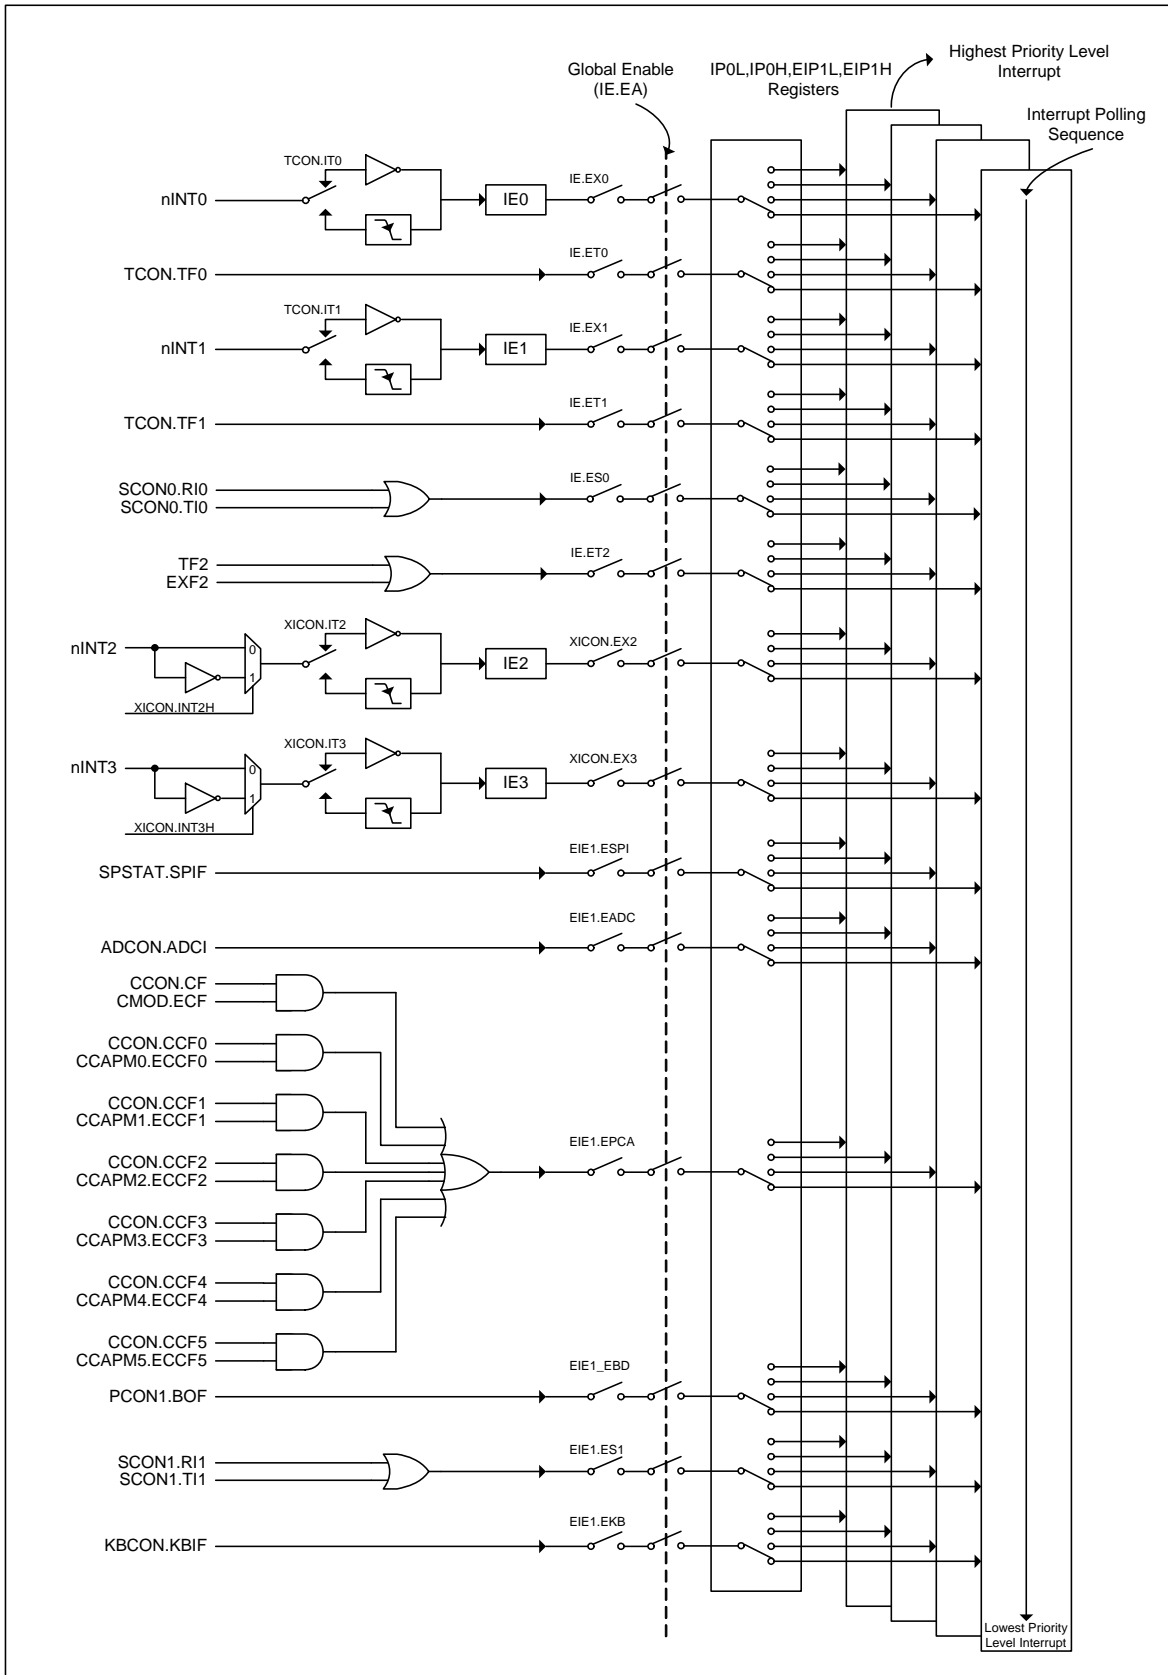 Highest Priority Level
Interrupt
Global Enable
(IE.EA)
IP0L,IP0H,EIP1L,EIP1H
Registers
Interrupt Polling
Sequence
TCON.IT0
nINT0
IE0
IE.EX0
TCON.TF0
IE.ET0
TCON.IT1
nINT1
IE1
IE.EX1
TCON.TF1
IE.ET1
SCON0.RI0
SCON0.TI0
IE.ES0
TF2
EXF2
IE.ET2
nINT2
0
1
XICON.INT2H
XICON.IT2
IE2
XICON.EX2
nINT3
0
1
XICON.INT3H
XICON.IT3
IE3
XICON.EX3
SPSTAT.SPIF
EIE1.ESPI
ADCON.ADCI
EIE1.EADC
CCON.CF
CMOD.ECF
CCON.CCF0
CCAPM0.ECCF0
CCON.CCF1
CCAPM1.ECCF1
CCON.CCF2
CCAPM2.ECCF2
EIE1.EPCA
CCON.CCF3
CCAPM3.ECCF3
CCON.CCF4
CCAPM4.ECCF4
CCON.CCF5
CCAPM5.ECCF5
PCON1.BOF
EIE1_EBD
SCON1.RI1
SCON1.TI1
EIE1.ES1
KBCON.KBIF
EIE1.EKB
Lowest Priority
Level Interrupt